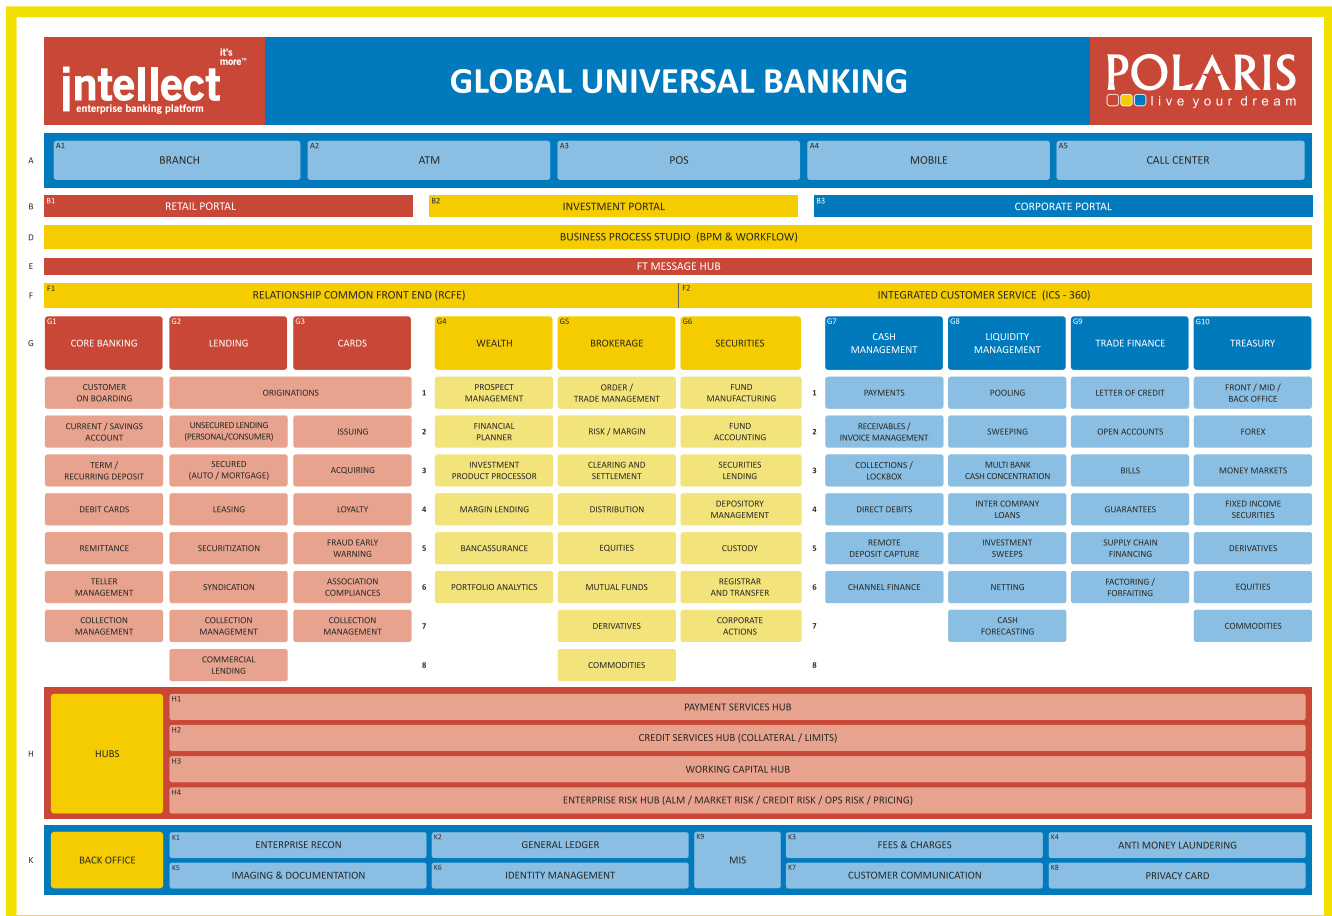 it's
more™
intellect
enterprise banking platform
GLOBAL UNIVERSAL BANKING
POLARIS
live your dream
A
A1
BRANCH
A2
ATM
A3
POS
A4
MOBILE
A5
CALL CENTER
B
B1
RETAIL PORTAL
B2
INVESTMENT PORTAL
B3
CORPORATE PORTAL
D
BUSINESS PROCESS STUDIO (BPM & WORKFLOW)
E
FT MESSAGE HUB
F
F1
RELATIONSHIP COMMON FRONT END (RCFE)
F2
INTEGRATED CUSTOMER SERVICE (ICS - 360)
G
G1
CORE BANKING
G2
LENDING
G3
CARDS
G4
WEALTH
G5
BROKERAGE
G6
SECURITIES
G7
CASH
MANAGEMENT
G8
LIQUIDITY
MANAGEMENT
G9
TRADE FINANCE
G10
TREASURY
CUSTOMER
ON BOARDING
ORIGINATIONS
1
PROSPECT
MANAGEMENT
ORDER /
TRADE MANAGEMENT
FUND
MANUFACTURING
1
PAYMENTS
POOLING
LETTER OF CREDIT
FRONT / MID /
BACK OFFICE
CURRENT / SAVINGS
ACCOUNT
UNSECURED LENDING
(PERSONAL/CONSUMER)
ISSUING
2
FINANCIAL
PLANNER
RISK / MARGIN
FUND
ACCOUNTING
2
RECEIVABLES /
INVOICE MANAGEMENT
SWEEPING
OPEN ACCOUNTS
FOREX
TERM /
RECURRING DEPOSIT
SECURED
(AUTO / MORTGAGE)
ACQUIRING
3
INVESTMENT
PRODUCT PROCESSOR
CLEARING AND
SETTLEMENT
SECURITIES
LENDING
3
COLLECTIONS /
LOCKBOX
MULTI BANK
CASH CONCENTRATION
BILLS
MONEY MARKETS
DEBIT CARDS
LEASING
LOYALTY
4
MARGIN LENDING
DISTRIBUTION
DEPOSITORY
MANAGEMENT
4
DIRECT DEBITS
INTER COMPANY
LOANS
GUARANTEES
FIXED INCOME
SECURITIES
REMITTANCE
SECURITIZATION
FRAUD EARLY
WARNING
5
BANCASSURANCE
EQUITIES
CUSTODY
5
REMOTE
DEPOSIT CAPTURE
INVESTMENT
SWEEPS
SUPPLY CHAIN
FINANCING
DERIVATIVES
TELLER
MANAGEMENT
SYNDICATION
ASSOCIATION
COMPLIANCES
6
PORTFOLIO ANALYTICS
MUTUAL FUNDS
REGISTRAR
AND TRANSFER
6
CHANNEL FINANCE
NETTING
FACTORING /
FORFAITING
EQUITIES
COLLECTION
MANAGEMENT
COLLECTION
MANAGEMENT
COLLECTION
MANAGEMENT
7
DERIVATIVES
CORPORATE
ACTIONS
7
CASH
FORECASTING
COMMODITIES
COMMERCIAL
LENDING
8
COMMODITIES
8
H
HUBS
H1
PAYMENT SERVICES HUB
H2
CREDIT SERVICES HUB (COLLATERAL / LIMITS)
H3
WORKING CAPITAL HUB
H4
ENTERPRISE RISK HUB (ALM / MARKET RISK / CREDIT RISK / OPS RISK / PRICING)
K
BACK OFFICE
K1
ENTERPRISE RECON
K2
GENERAL LEDGER
K9
MIS
K3
FEES & CHARGES
K4
ANTI MONEY LAUNDERING
K5
IMAGING & DOCUMENTATION
K6
IDENTITY MANAGEMENT
K7
CUSTOMER COMMUNICATION
K8
PRIVACY CARD